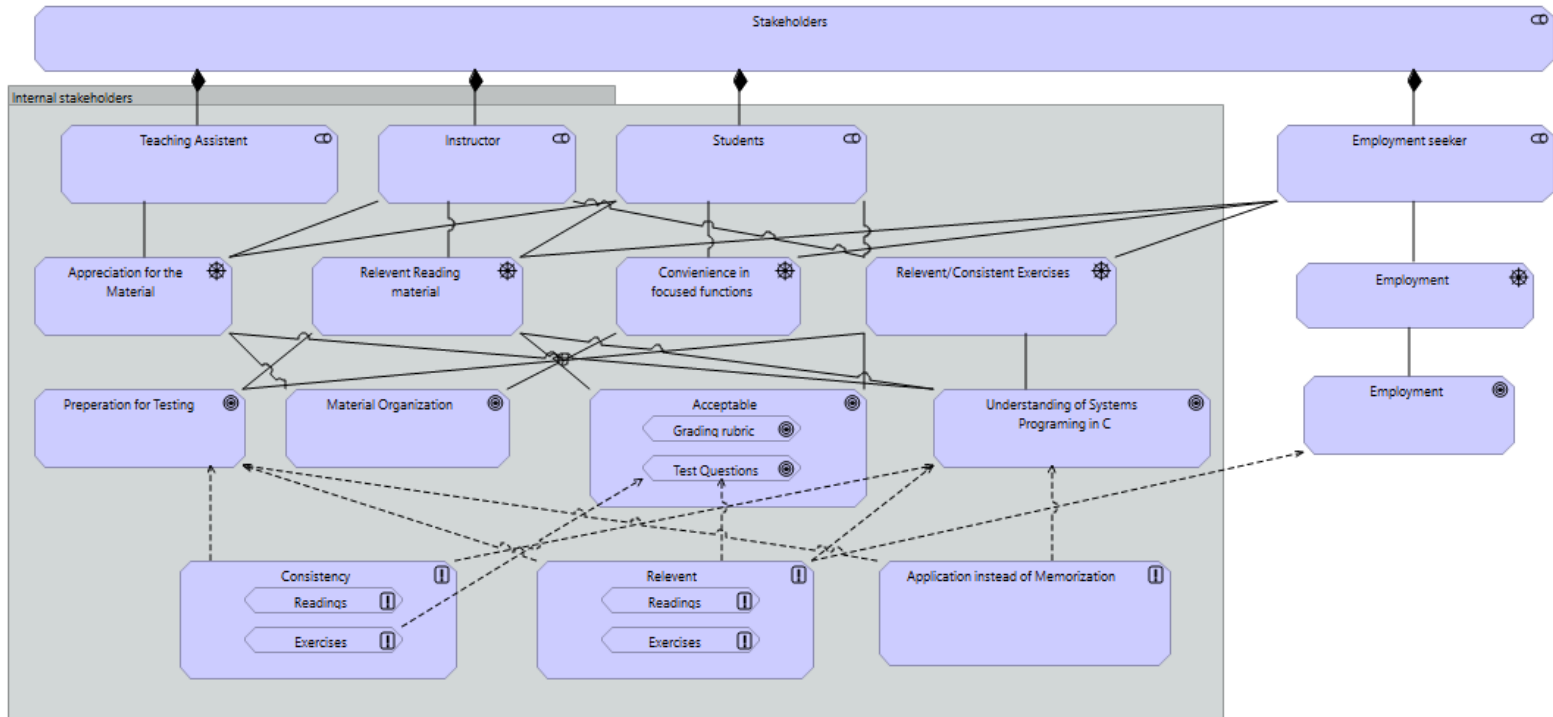 Stakeholders
Internal stakeholders
Teaching Assistent
Instructor
Students
Employment seeker
Appreciation for the
Material
Relevent Reading
material
Convienience in
focused functions
Relevent/Consistent Exercises
Employment
Preperation for Testing
Material Organization
Acceptable
Grading rubric
Test Questions
Understanding of Systems
Programing in C
Employment
Consistency
Readings
Exercises
Relevent
Readings
Exercises
Application instead of Memorization